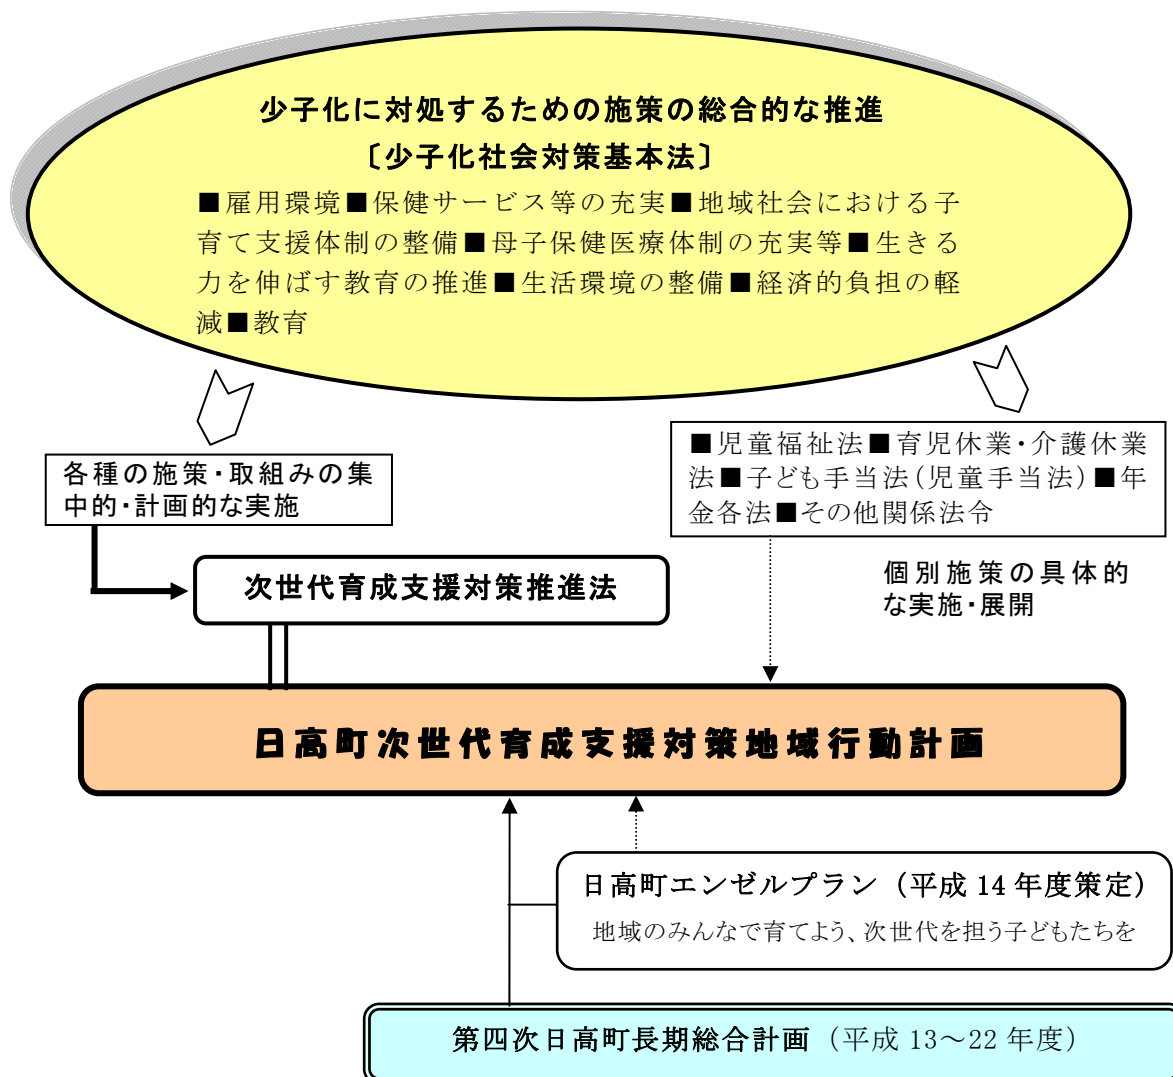 少子化に対処するための施策の総合的な推進
〔少子化社会対策基本法〕
■雇用環境■保健サービス等の充実■地域社会における子
育て支援体制の整備■母子保健医療体制の充実等■生きる
力を伸ばす教育の推進■生活環境の整備■経済的負担の軽
減■教育
各種の施策・取組みの集
中的・計画的な実施
■児童福祉法■育児休業・介護休業
法■子ども手当法(児童手当法)■年
金各法■その他関係法令
次世代育成支援対策推進法
個別施策の具体的
な実施・展開
日高町次世代育成支援対策地域行動計画
日高町エンゼルプラン（平成 14 年度策定）
地域のみんなで育てよう、次世代を担う子どもたちを
第四次日高町長期総合計画（平成 13～22 年度）